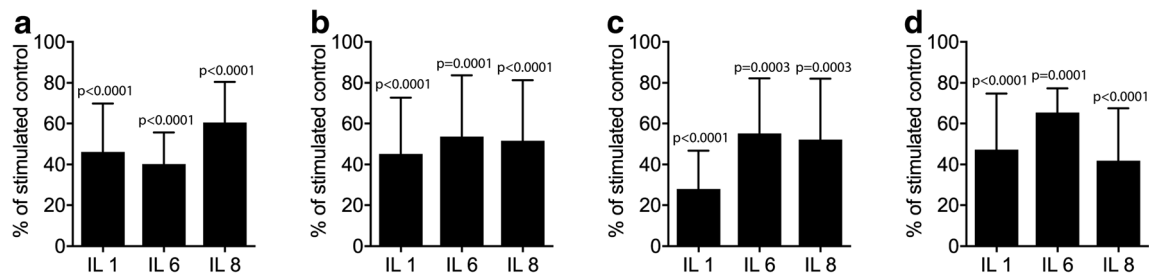 a
% of stimulated control
100
80
60
40
20
0
p<0.0001
p<0.0001
p<0.0001
IL 1
IL 6
IL 8
b
% of stimulated control
100
80
60
40
20
0
p<0.0001
p=0.0001
p<0.0001
IL 1
IL 6
IL 8
c
% of stimulated control
100
80
60
40
20
0
p<0.0001
p=0.0003
p=0.0003
IL 1
IL 6
IL 8
d
% of stimulated control
100
80
60
40
20
0
p<0.0001
p=0.0001
p<0.0001
IL 1
IL 6
IL 8